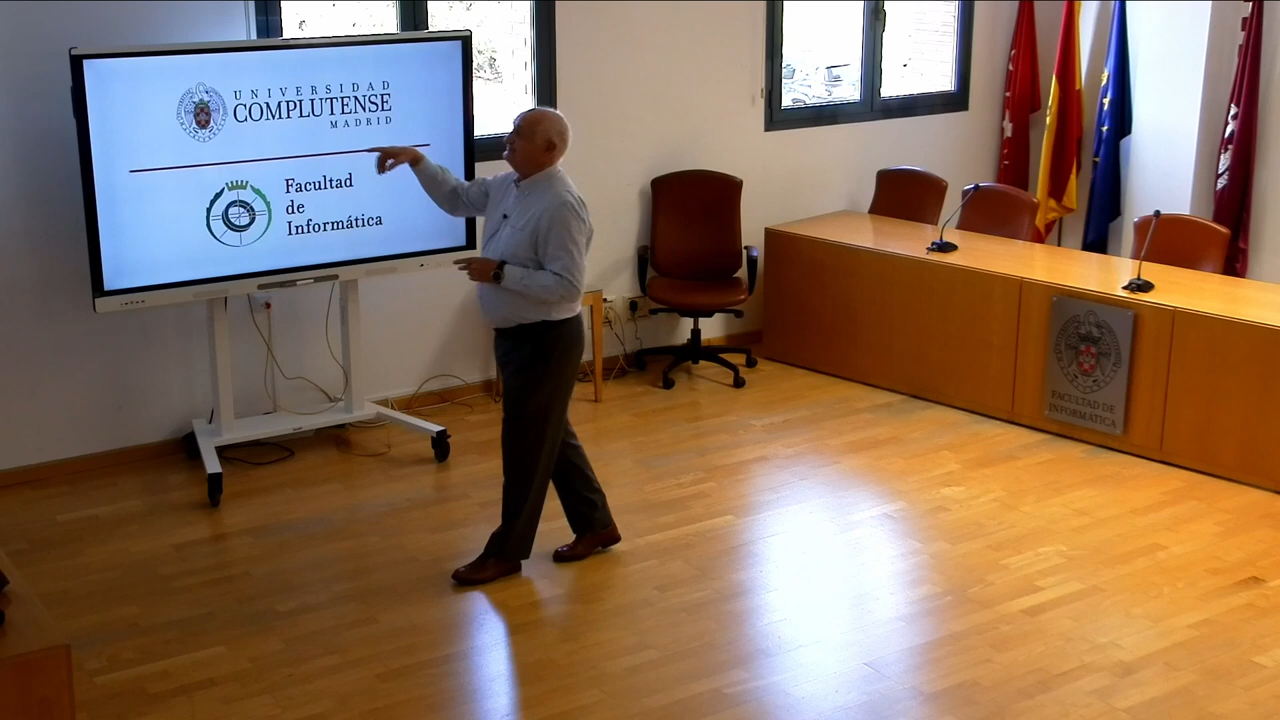 UNIVERSIDAD
COMPLUTENSE
MADRID
Facultad
de
Informática
FACULTAD DE
INFORMÁTICA